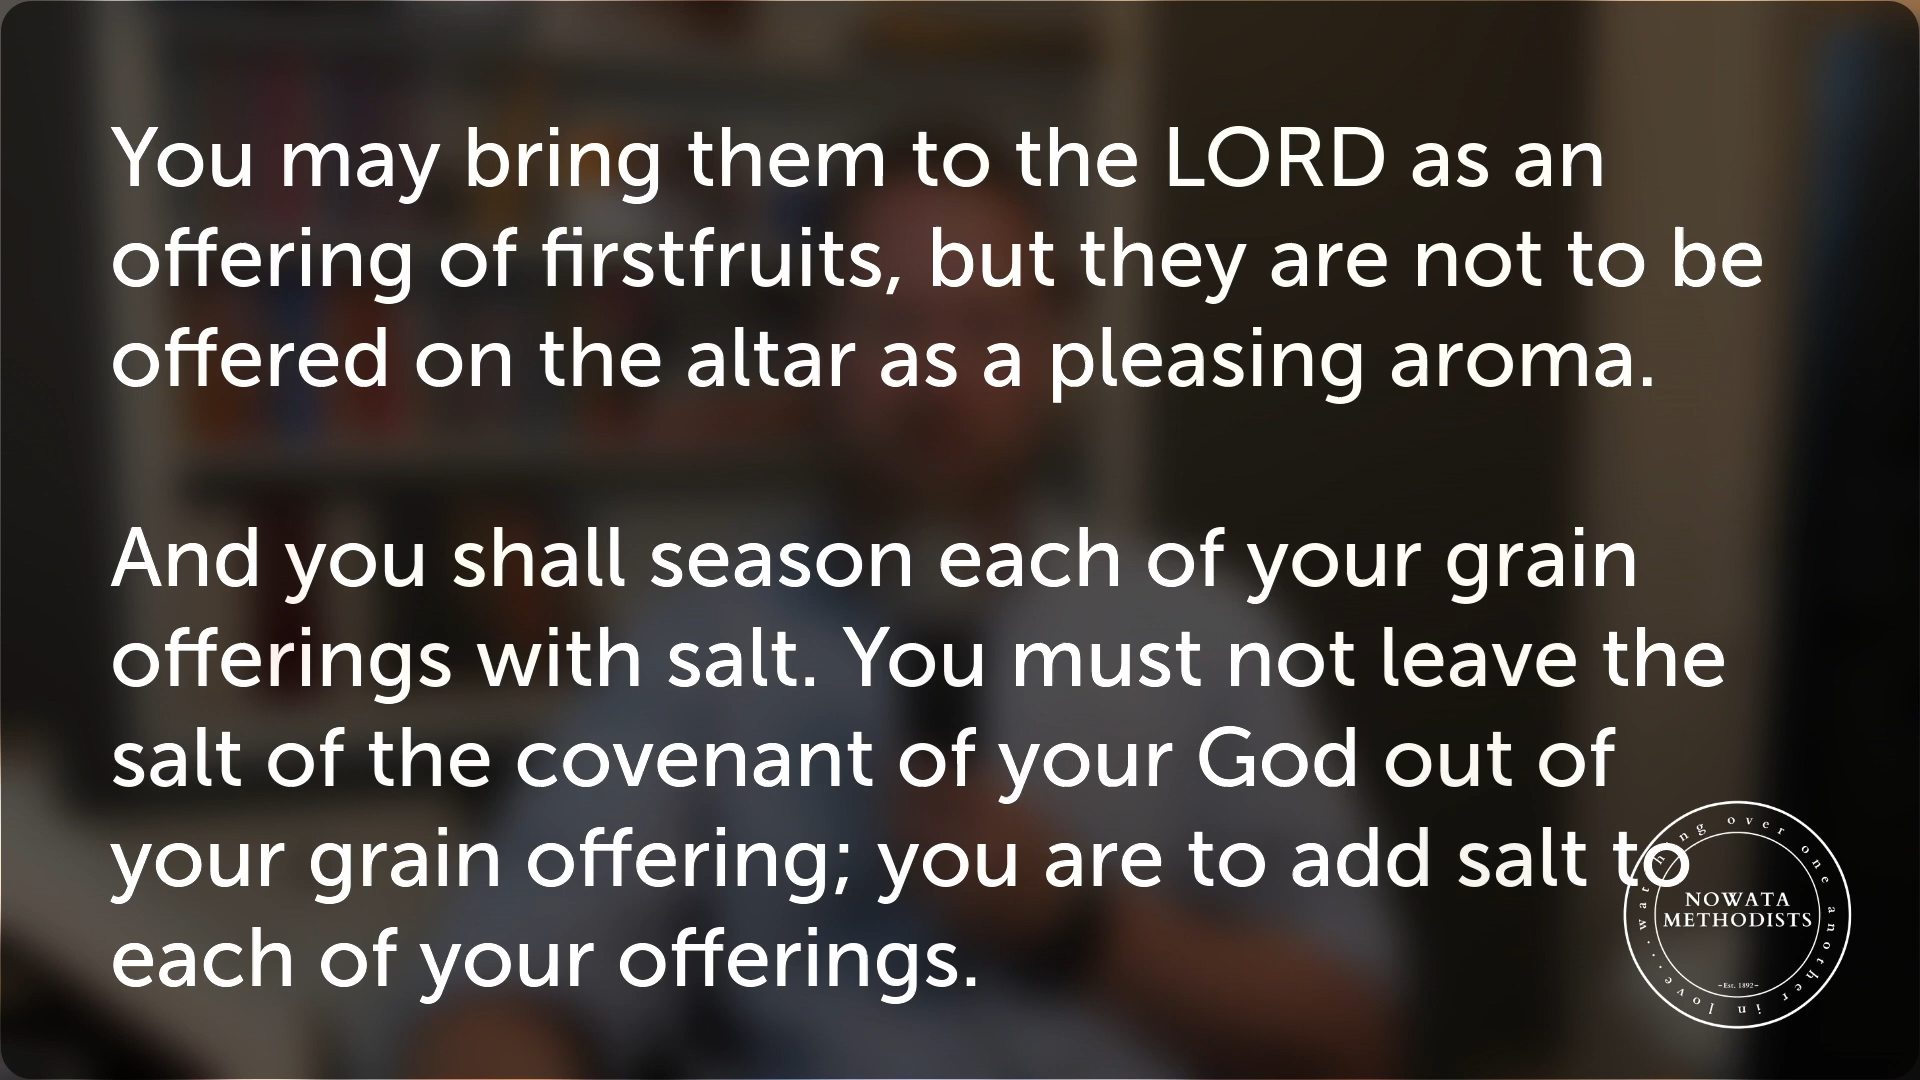 You may bring them to the LORD as an
offering of firstfruits, but they are not to be
offered on the altar as a pleasing aroma.
And you shall season each of your grain
offerings with salt. You must not leave the
salt of the covenant of your God out of
your grain offering; you are to add salt to
each of your offerings.
watching over one another in love...
NOWATA
METHODISTS
~Est. 1892~